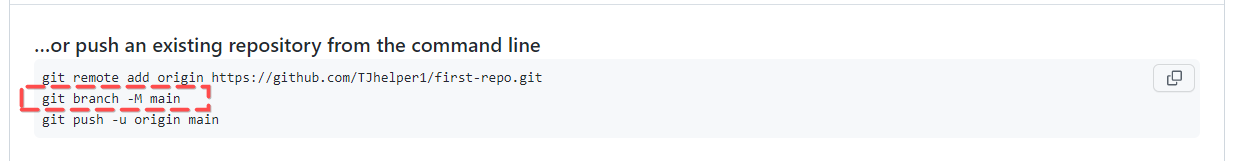 ...or push an existing repository from the command line
git remote add origin https://github.com/TJhelper1/first-repo.git
git branch -M main
git push -u origin main